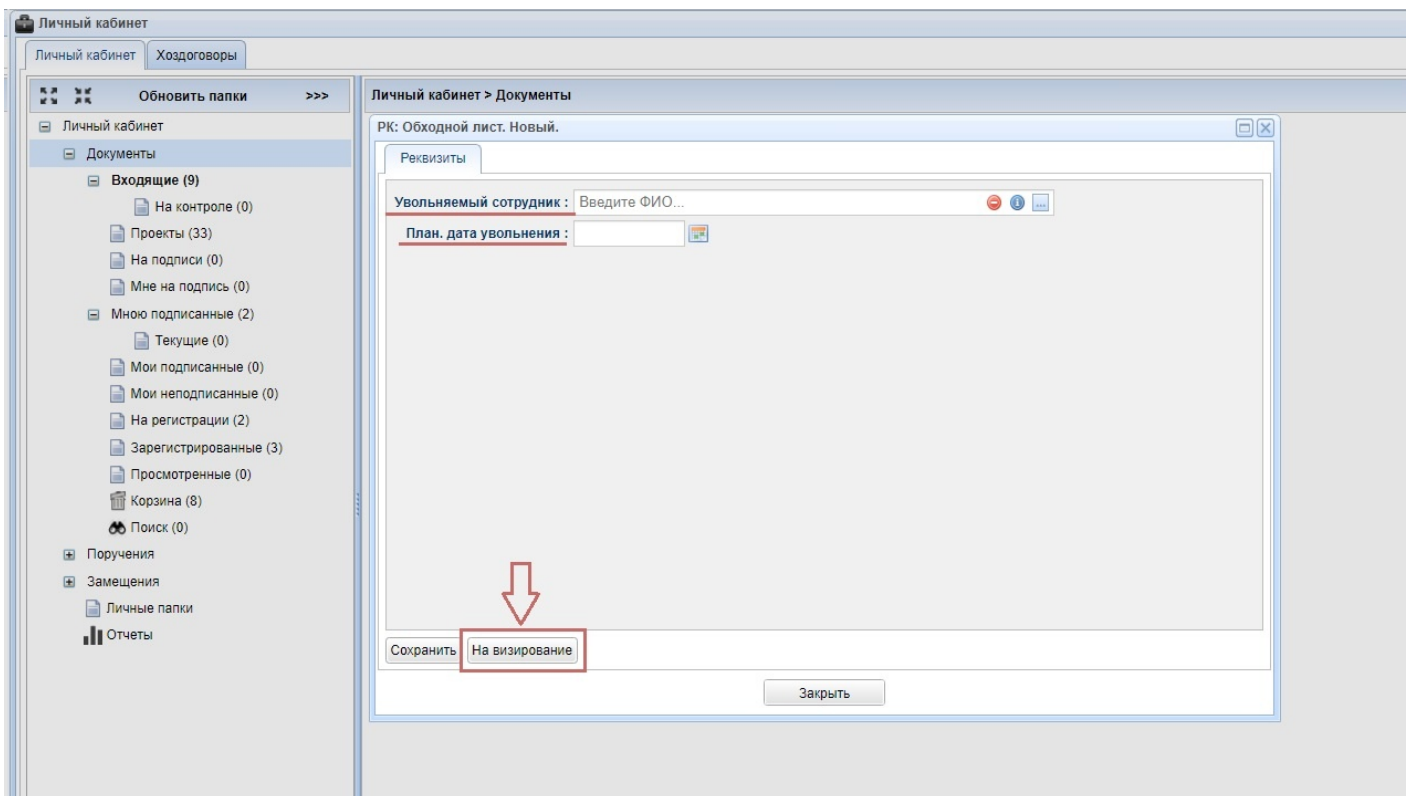 Личный кабинет
Личный кабинет Хоздоговоры
Обновить папки >>>
Личный кабинет
Документы
Входящие (9)
На контроле (0)
Проекты (33)
На подписи (0)
Мне на подпись (0)
Мною подписанные (2)
Текущие (0)
Мои подписанные (0)
Мои неподписанные (0)
На регистрации (2)
Зарегистрированные (3)
Просмотренные (0)
Корзина (8)
Поиск (0)
Поручения
Замещения
Личные папки
Отчеты
Личный кабинет > Документы
РК: Обходной лист. Новый.
Реквизиты
Увольняемый сотрудник : Введите ФИО...
План. дата увольнения :
Сохранить На визирование
Закрыть